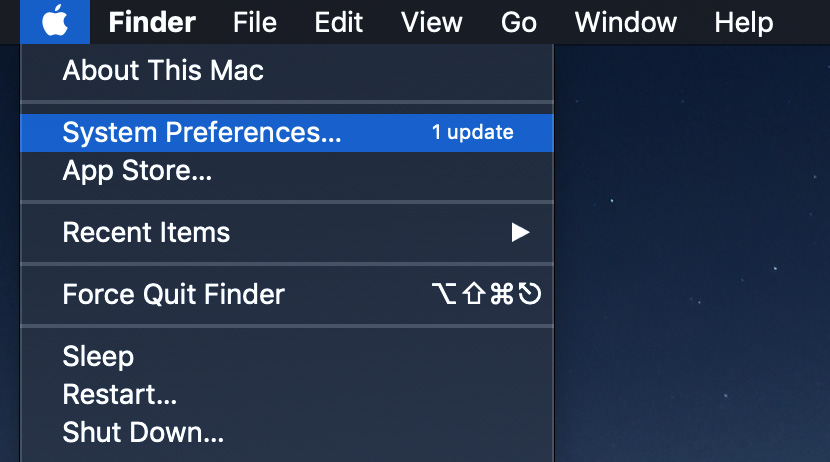 Finder File Edit View Go Window Help
About This Mac
System Preferences... 1 update
App Store...
Recent Items ▶
Force Quit Finder ⌥⇧⌘⎋
Sleep
Restart...
Shut Down...